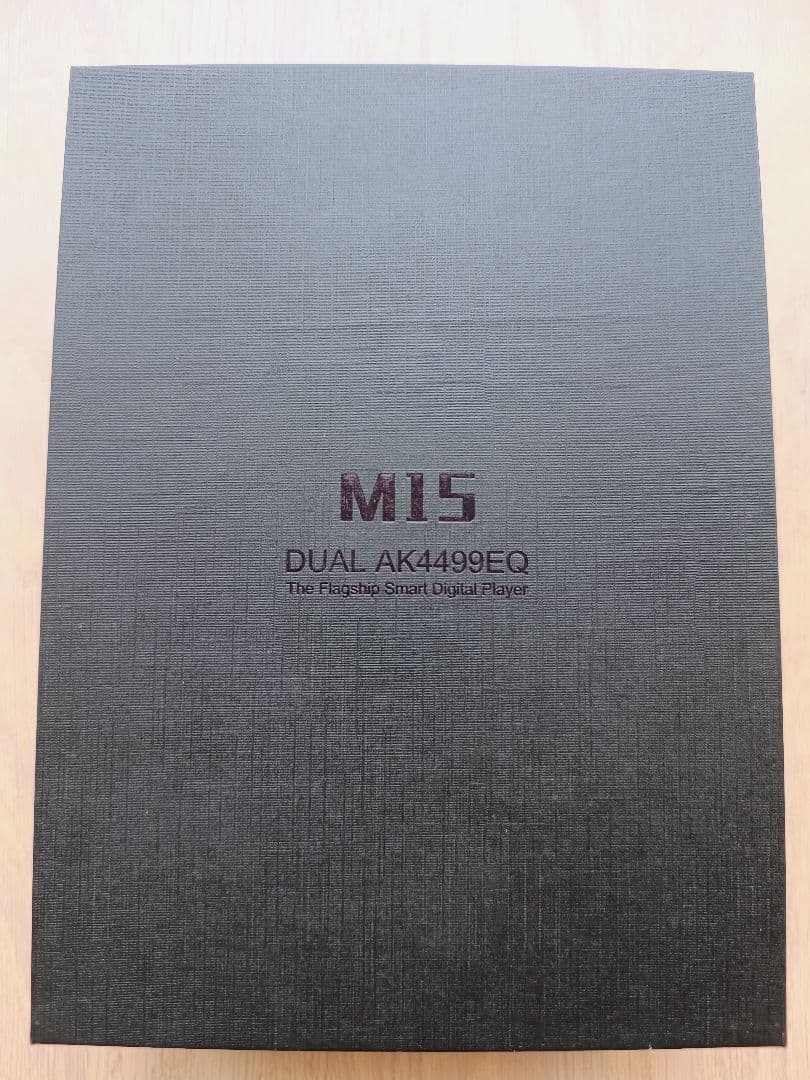 M15
DUAL AK4499EQ
The Flagship Smart Digital Player